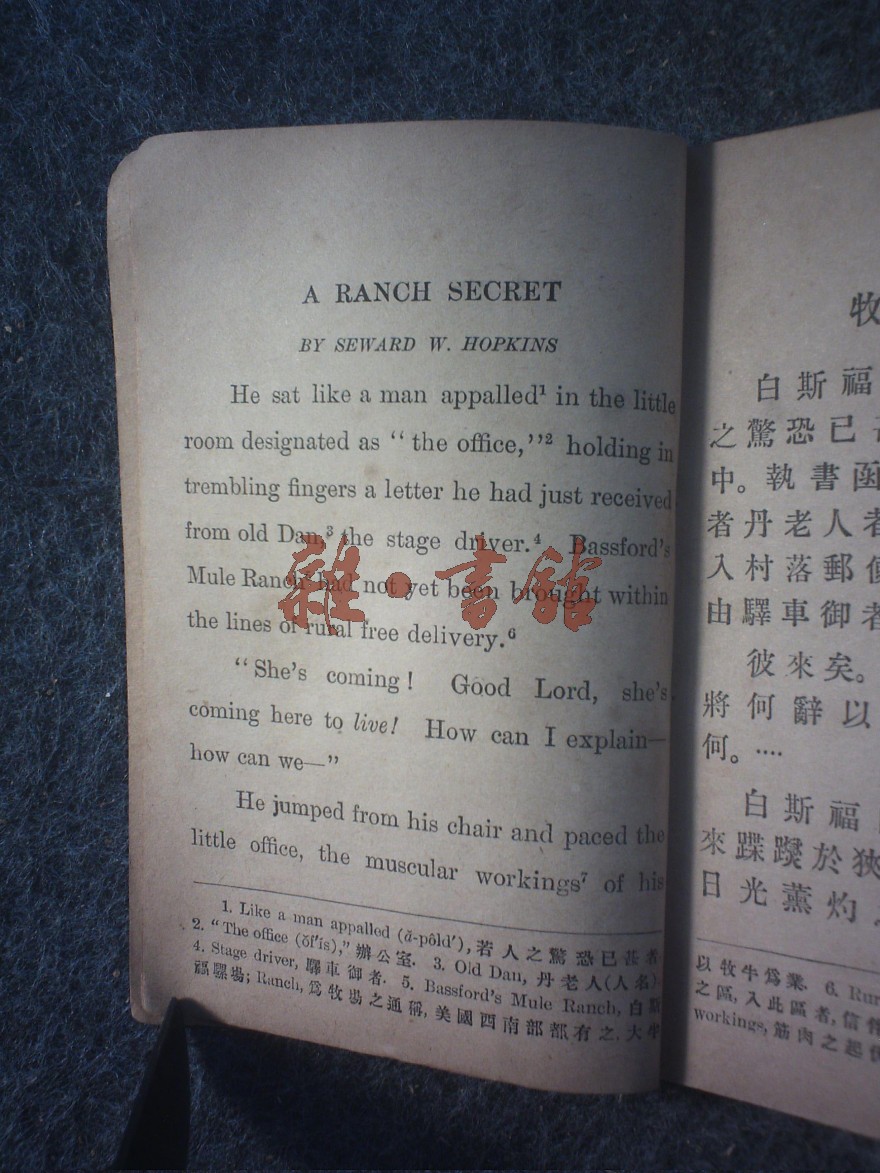 A RANCH SECRET
BY SEWARD W. HOPKINS
He sat like a man appalled¹ in the little
room designated as “the office,”² holding in
trembling fingers a letter he had just received
from old Dan,³ the stage driver.⁴ Bassford's
Mule Ranch⁵ had not yet been brought within
the lines of rural free delivery.⁶
“She's coming! Good Lord, she's
coming here to live! How can I explain—
how can we—”
He jumped from his chair and paced the
little office, the muscular workings⁷ of his
1. Like a man appalled (ă-pôld′), 若人之驚恐已甚者
2. “The office (ŏf′ĭs),” 辦公室. 3. Old Dan, 丹老人(人名)
4. Stage driver, 驛車御者. 5. Bassford's Mule Ranch, 白斯
福騾場; Ranch, 爲牧場之通稱, 美國西南部都有之, 大半
雜·書館
牧
白斯福
之驚恐已
中。執書函
者丹老人者
入村落郵便
由驛車御者
彼來矣。
將何辭以
何。····
白斯福
來蹀躞於狹
日光薰灼
以牧牛爲業. 6. Rur
之區, 入此區者, 信件
workings, 筋肉之起伏